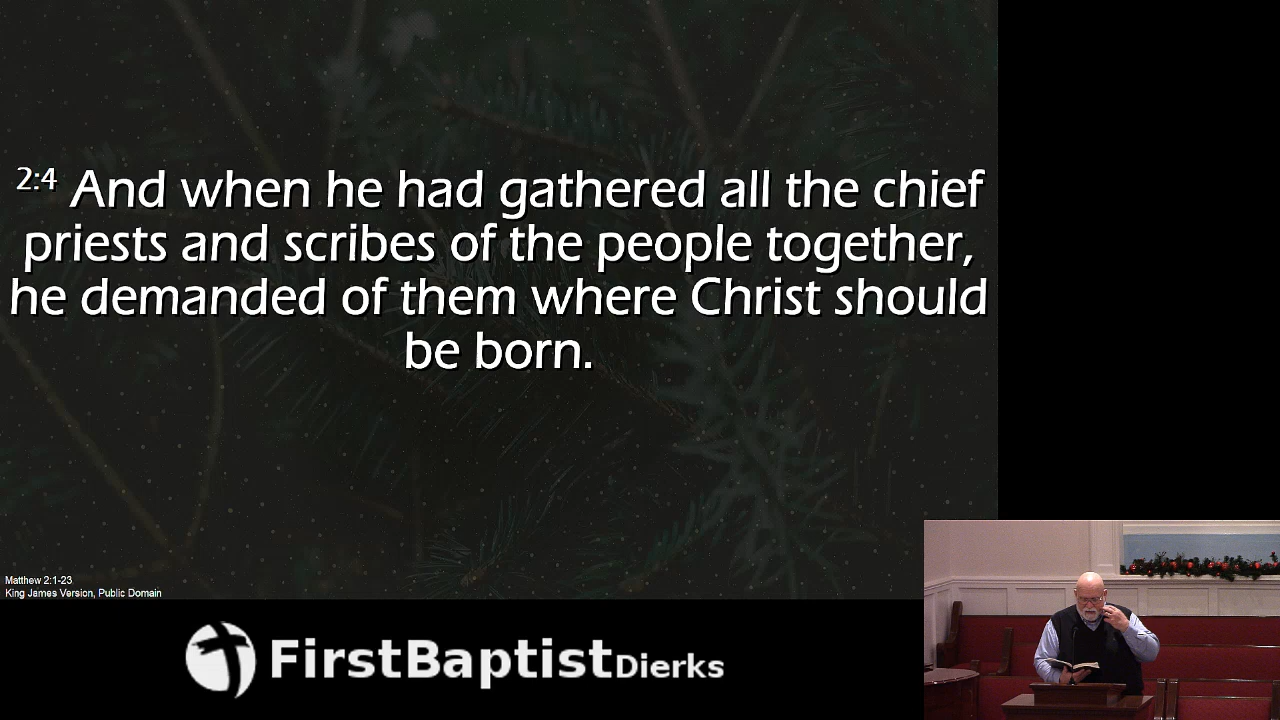 2:4 And when he had gathered all the chief
priests and scribes of the people together,
he demanded of them where Christ should
be born.
Matthew 2:1-23
King James Version, Public Domain
FirstBaptistDierks